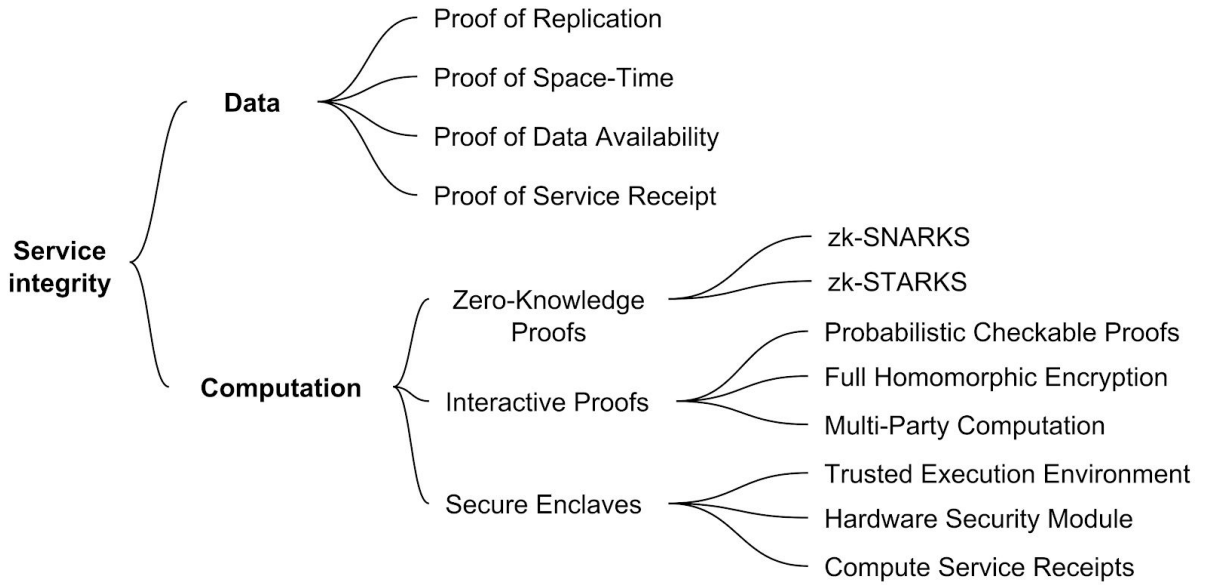 Proof of Replication
Proof of Space-Time
Data
Proof of Data Availability
Proof of Service Receipt
Service
integrity
zk-SNARKS
zk-STARKS
Zero-Knowledge
Proofs
Probabilistic Checkable Proofs
Full Homomorphic Encryption
Computation
Interactive Proofs
Multi-Party Computation
Trusted Execution Environment
Secure Enclaves
Hardware Security Module
Compute Service Receipts